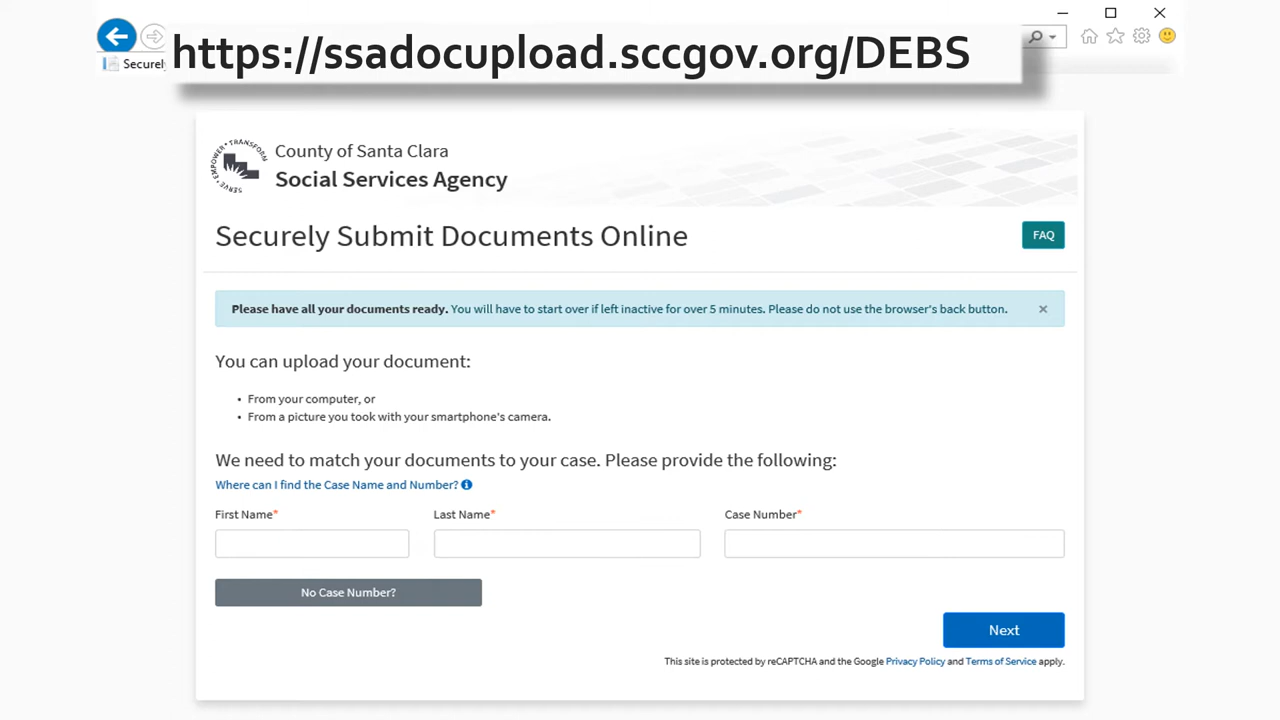 https://ssadocupload.sccgov.org/DEBS
Securel
TRANSFORM
EMPOWER
SERVE
County of Santa Clara
Social Services Agency
Securely Submit Documents Online
FAQ
Please have all your documents ready. You will have to start over if left inactive for over 5 minutes. Please do not use the browser's back button.
You can upload your document:
• From your computer, or
• From a picture you took with your smartphone's camera.
We need to match your documents to your case. Please provide the following:
Where can I find the Case Name and Number?
First Name* Last Name* Case Number*
No Case Number?
Next
This site is protected by reCAPTCHA and the Google Privacy Policy and Terms of Service apply.